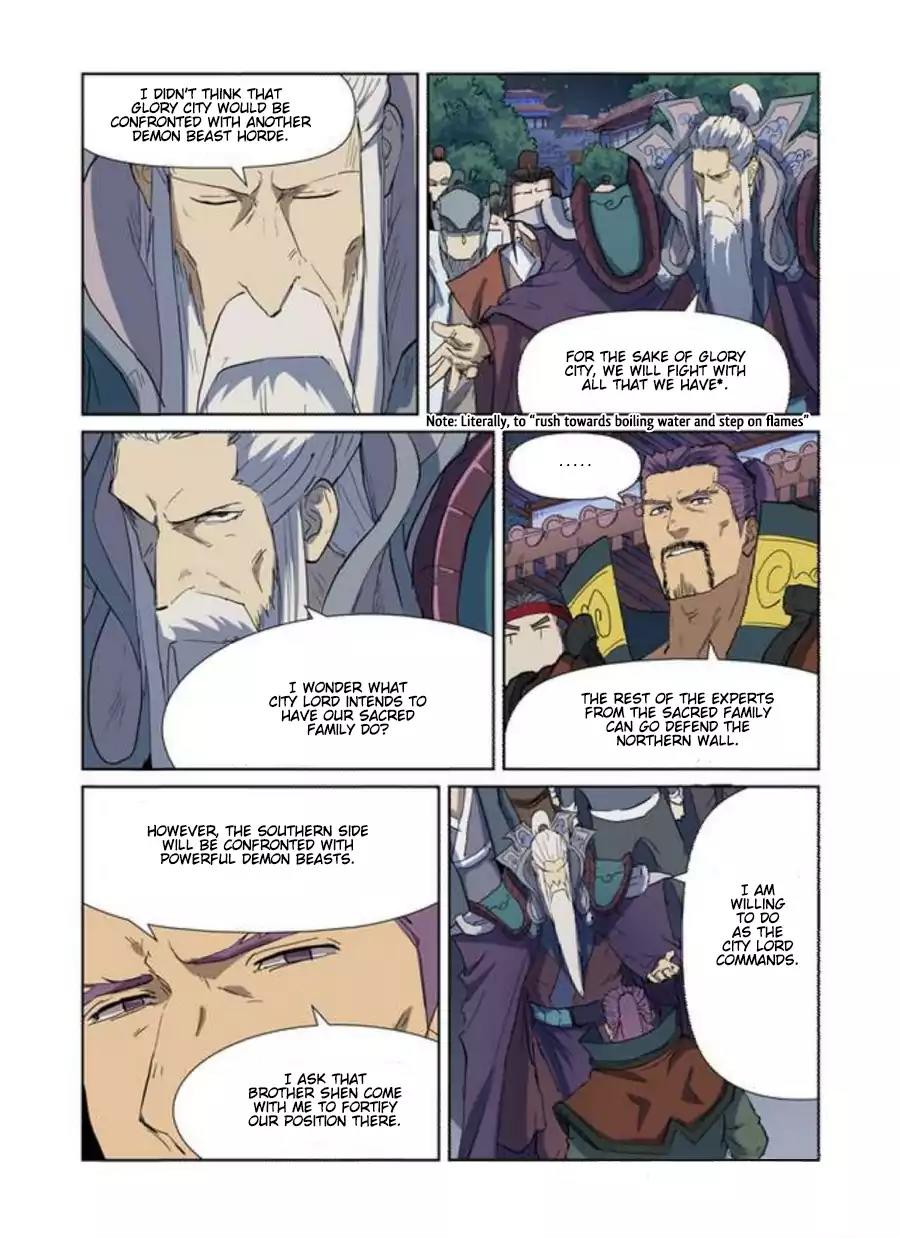 I DIDN'T THINK THAT
GLORY CITY WOULD BE
CONFRONTED WITH ANOTHER
DEMON BEAST HORDE.
FOR THE SAKE OF GLORY
CITY, WE WILL FIGHT WITH
ALL THAT WE HAVE*.
Note: Literally, to “rush towards boiling water and step on flames”
I WONDER WHAT
CITY LORD INTENDS TO
HAVE OUR SACRED
FAMILY DO?
.....
THE REST OF THE EXPERTS
FROM THE SACRED FAMILY
CAN GO DEFEND THE
NORTHERN WALL.
HOWEVER, THE SOUTHERN SIDE
WILL BE CONFRONTED WITH
POWERFUL DEMON BEASTS.
I ASK THAT
BROTHER SHEN COME
WITH ME TO FORTIFY
OUR POSITION THERE.
I AM
WILLING
TO DO
AS THE
CITY LORD
COMMANDS.